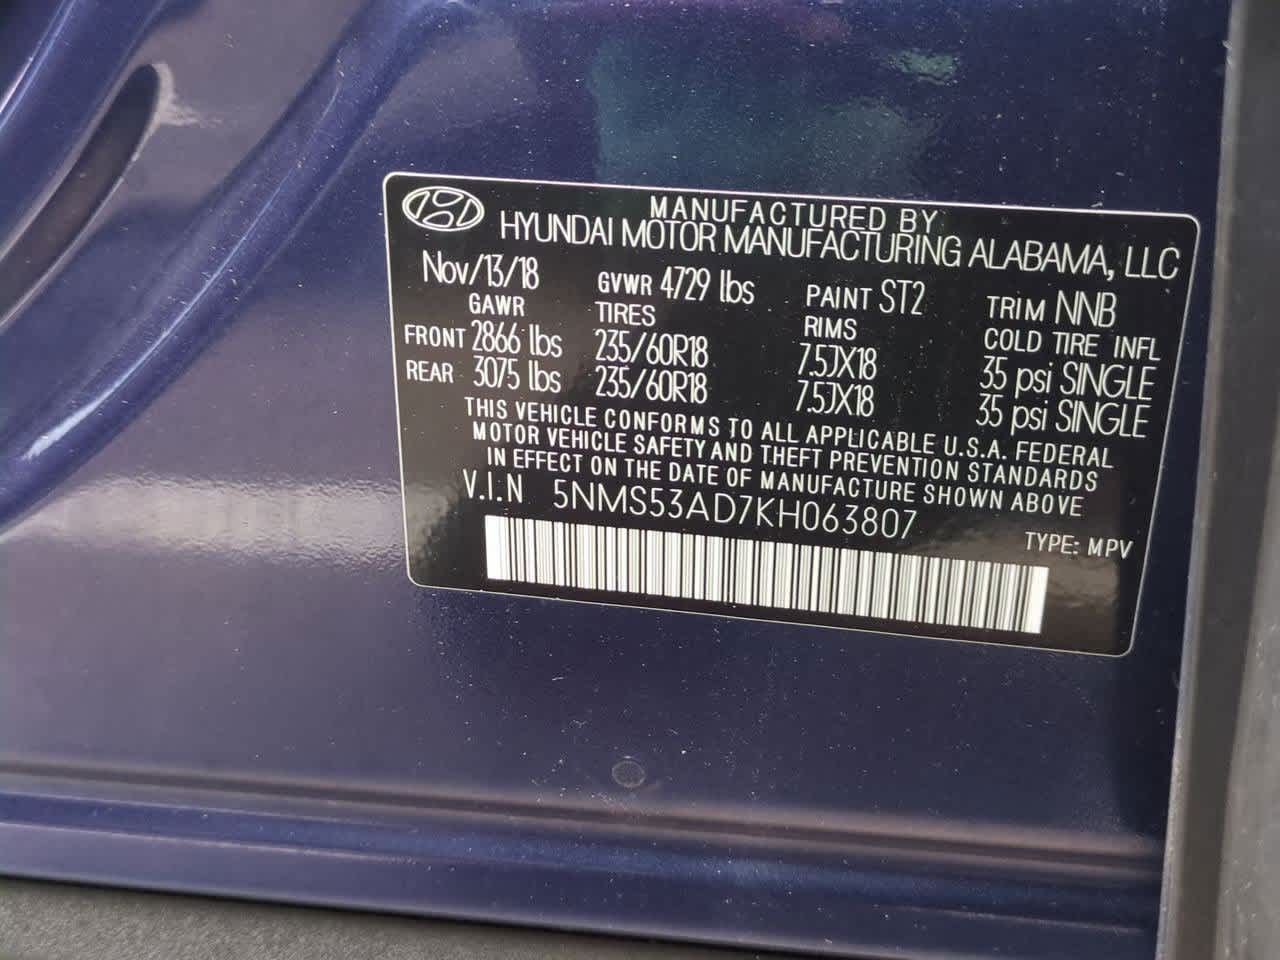 MANUFACTURED BY
HYUNDAI MOTOR MANUFACTURING ALABAMA, LLC
Nov/13/18 GVWR 4729 lbs PAINT ST2 TRIM NNB
GAWR TIRES RIMS COLD TIRE INFL
FRONT 2866 lbs 235/60R18 7.5JX18 35 psi SINGLE
REAR 3075 lbs 235/60R18 7.5JX18 35 psi SINGLE
THIS VEHICLE CONFORMS TO ALL APPLICABLE U.S.A. FEDERAL
MOTOR VEHICLE SAFETY AND THEFT PREVENTION STANDARDS
IN EFFECT ON THE DATE OF MANUFACTURE SHOWN ABOVE
V.I.N 5NMS53AD7KH063807
TYPE: MPV